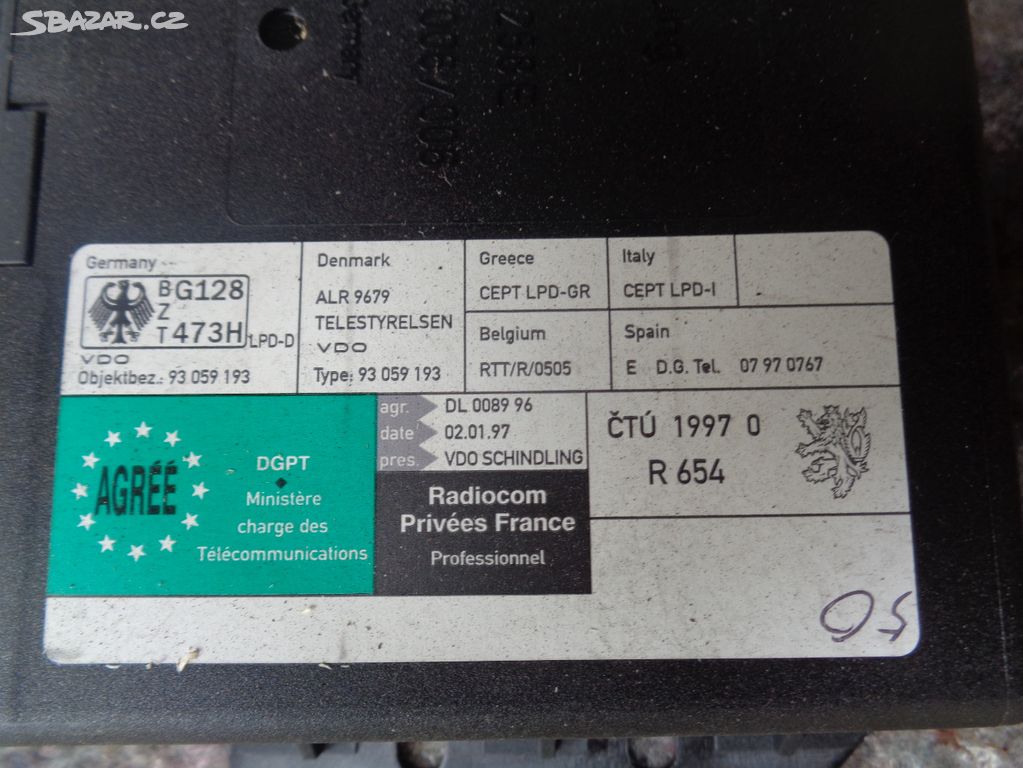 SBAZAR.CZ
Germany
BZT G128 473H LPD-D
VDO
Objektbez.: 93 059 193
Denmark
ALR 9679
TELESTYRELSEN
VDO
Type: 93 059 193
Greece
CEPT LPD-GR
Italy
CEPT LPD-I
Belgium
RTT/R/0505
Spain
E D.G. Tel. 07 97 0767
AGRÉÉ
DGPT
Ministère
charge des
Télécommunications
agr. DL 0089 96
date 02.01.97
pres. VDO SCHINDLING
Radiocom
Privées France
Professionnel
ČTÚ 1997 0
R 654